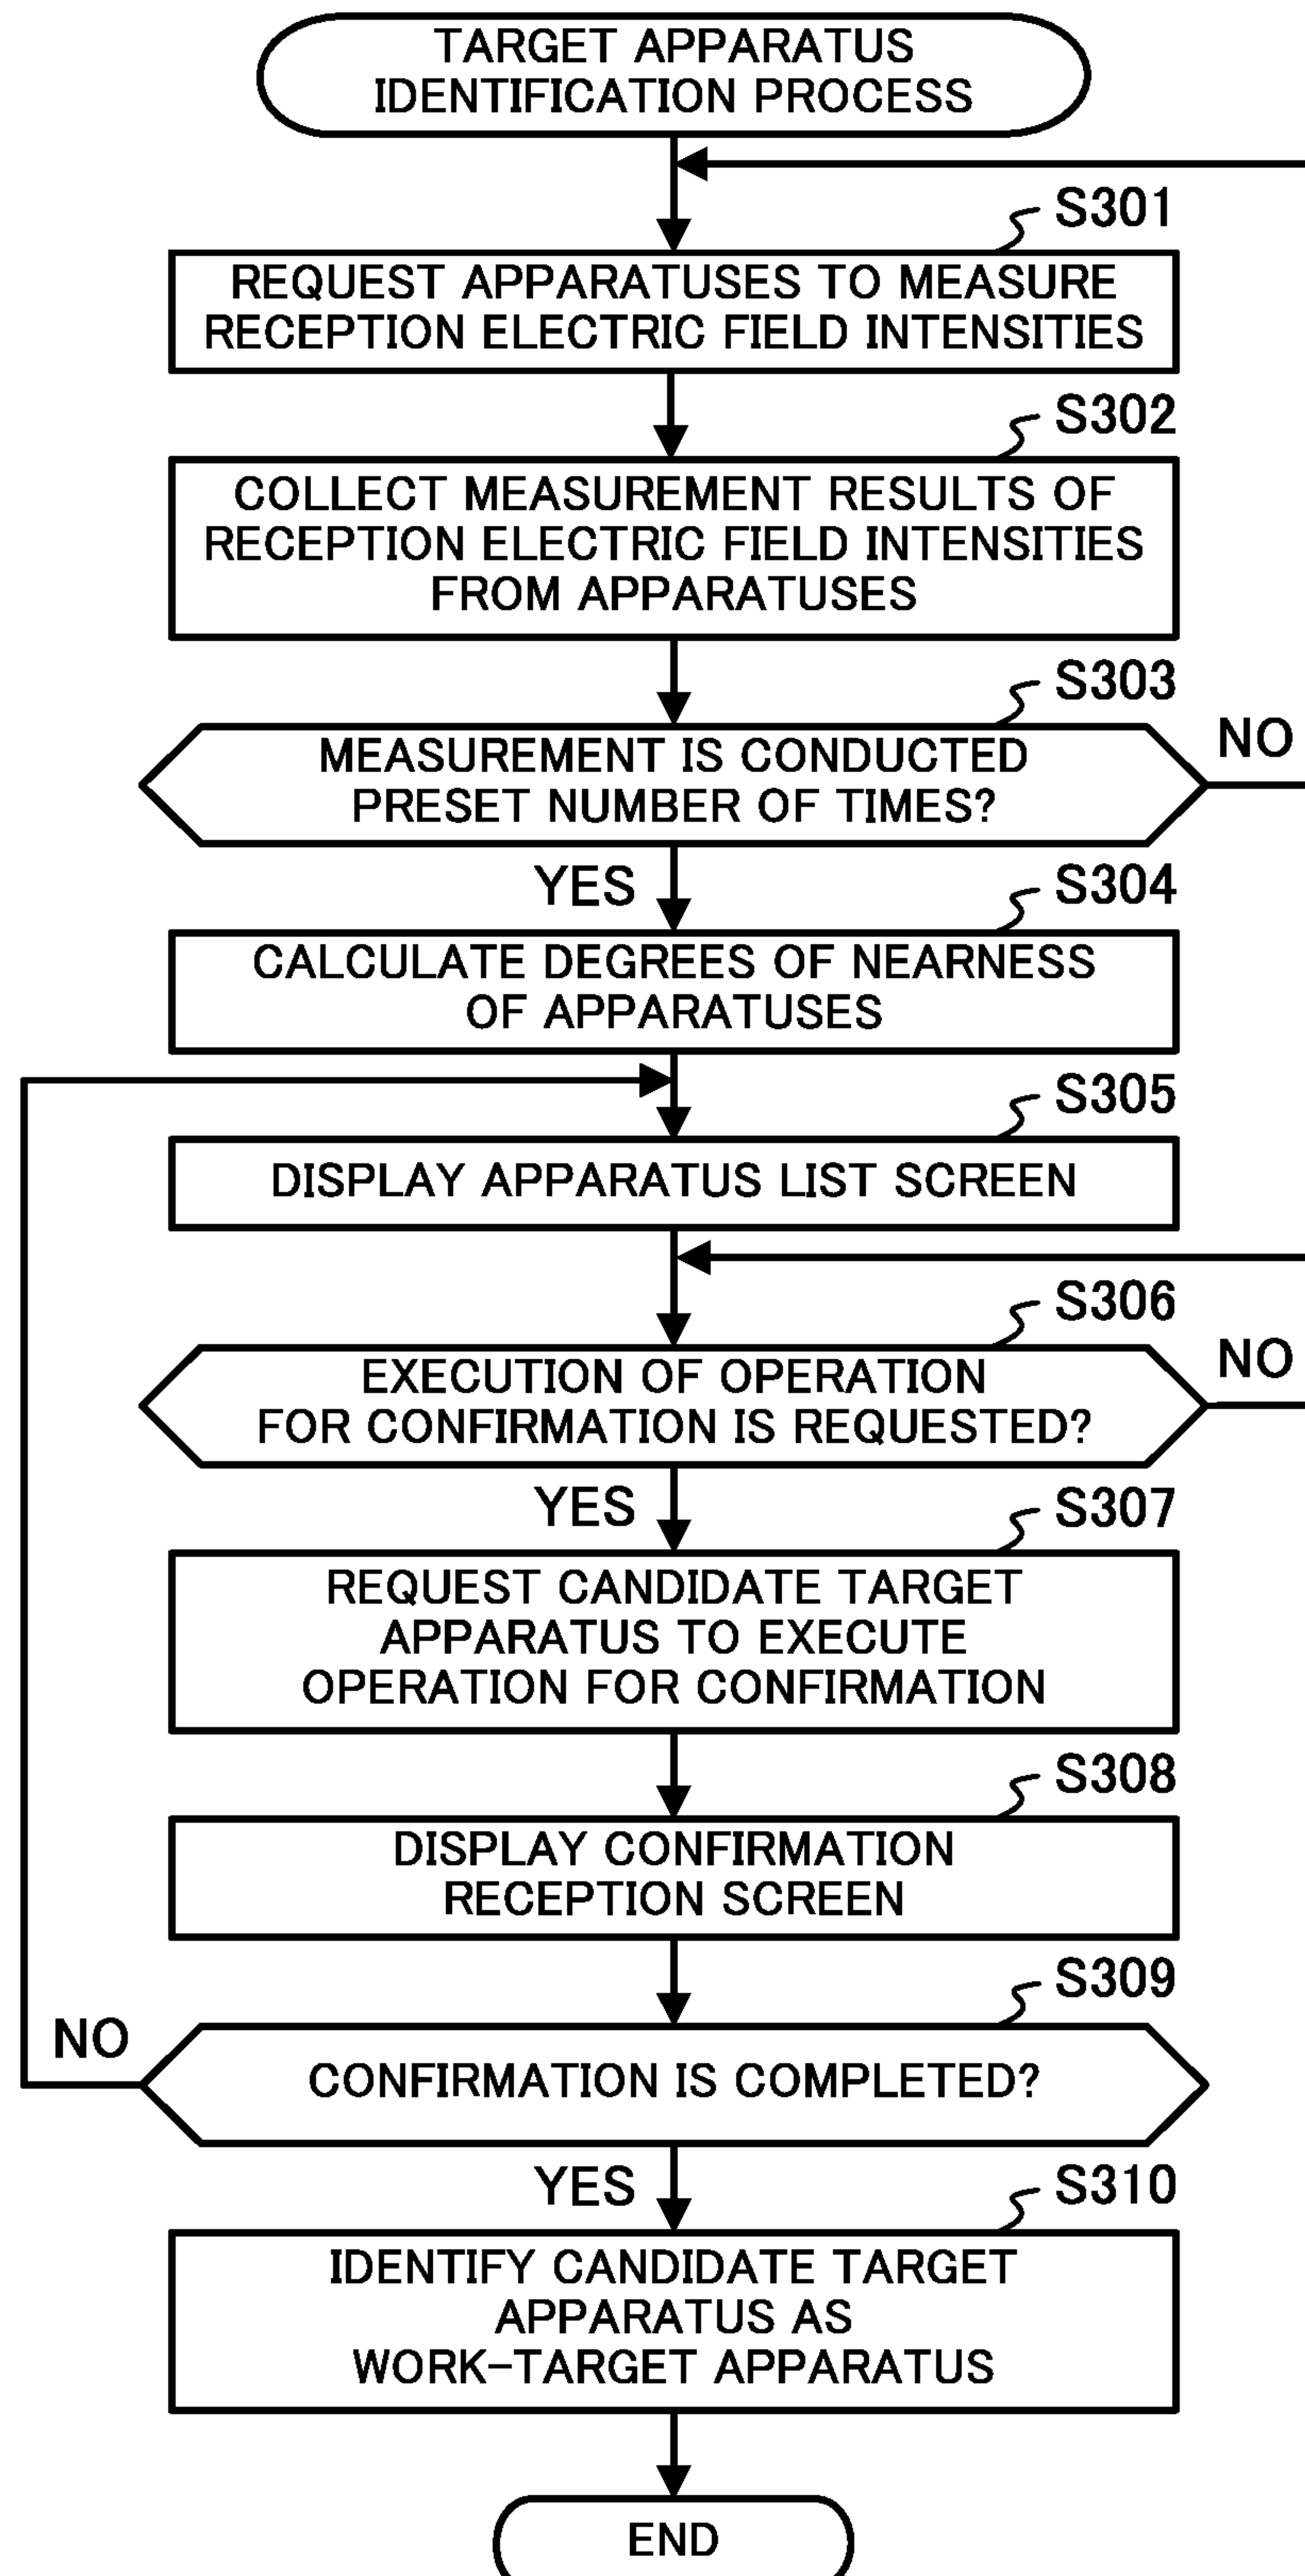 TARGET APPARATUS
IDENTIFICATION PROCESS
S301
REQUEST APPARATUSES TO MEASURE
RECEPTION ELECTRIC FIELD INTENSITIES
S302
COLLECT MEASUREMENT RESULTS OF
RECEPTION ELECTRIC FIELD INTENSITIES
FROM APPARATUSES
S303
MEASUREMENT IS CONDUCTED
PRESET NUMBER OF TIMES?
NO
YES
S304
CALCULATE DEGREES OF NEARNESS
OF APPARATUSES
S305
DISPLAY APPARATUS LIST SCREEN
S306
EXECUTION OF OPERATION
FOR CONFIRMATION IS REQUESTED?
NO
YES
S307
REQUEST CANDIDATE TARGET
APPARATUS TO EXECUTE
OPERATION FOR CONFIRMATION
S308
DISPLAY CONFIRMATION
RECEPTION SCREEN
S309
NO
CONFIRMATION IS COMPLETED?
YES
S310
IDENTIFY CANDIDATE TARGET
APPARATUS AS
WORK-TARGET APPARATUS
END